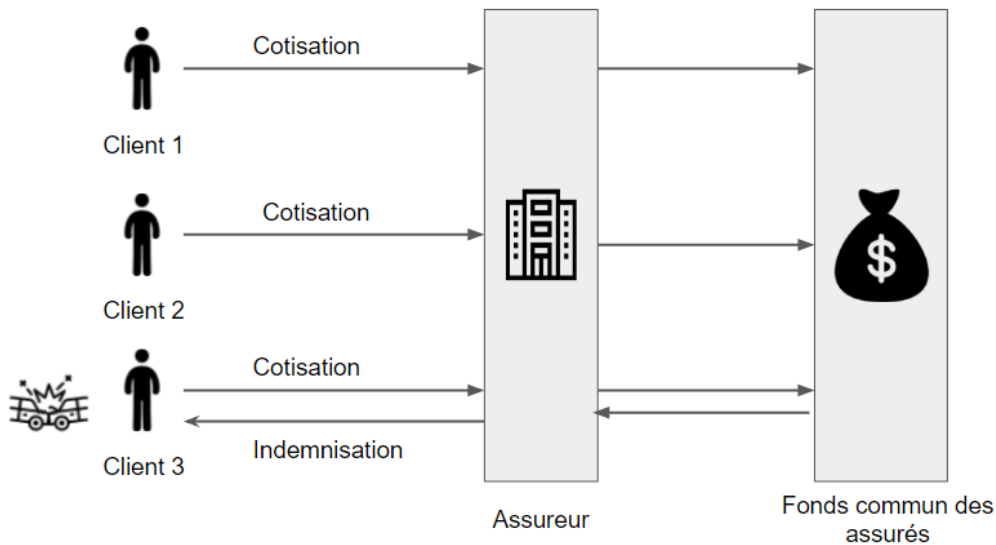 Cotisation
Client 1
Cotisation
Client 2
Cotisation
Indemnisation
Client 3
Assureur
Fonds commun des
assurés
$